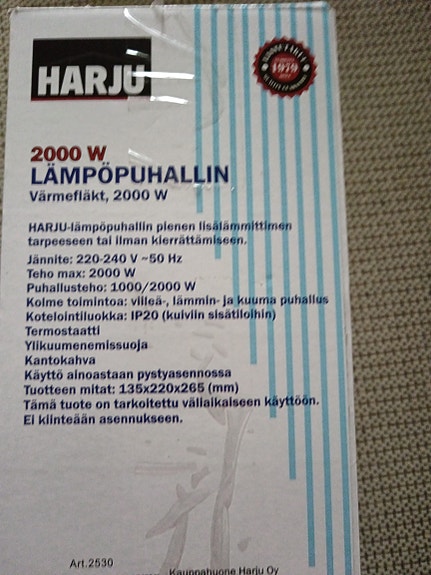 HARJU
1979
2000 W
LÄMPÖPUHALLIN
Värmefläkt, 2000 W
HARJU-lämpöpuhallin pienen lisälämmittimen
tarpeeseen tai ilman kierrättämiseen.
Jännite: 220-240 V ~50 Hz
Teho max: 2000 W
Puhallusteho: 1000/2000 W
Kolme toimintoa: viileä-, lämmin- ja kuuma puhallus
Kotelointiluokka: IP20 (kuiviin sisätiloihin)
Termostaatti
Ylikuumenemissuoja
Kantokahva
Käyttö ainoastaan pystyasennossa
Tuotteen mitat: 135x220x265 (mm)
Tämä tuote on tarkoitettu väliaikaiseen käyttöön.
Ei kiinteään asennukseen.
Art.2530
Kauppahuone Harju Oy